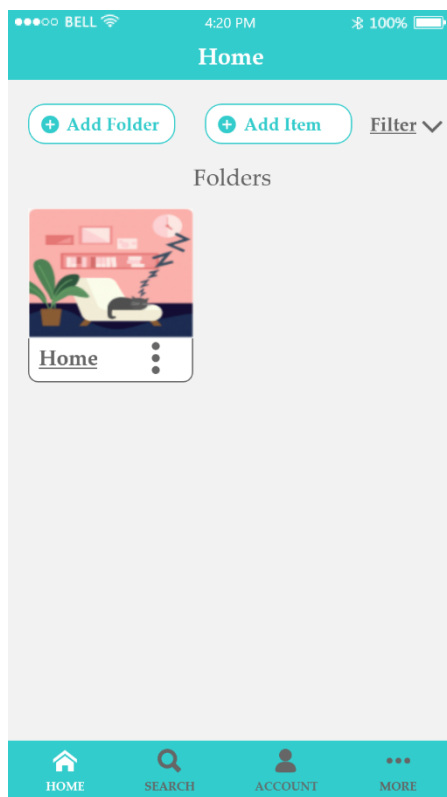 BELL 4:20 PM 100%
Home
Add Folder Add Item Filter
Folders
Home
HOME SEARCH ACCOUNT MORE